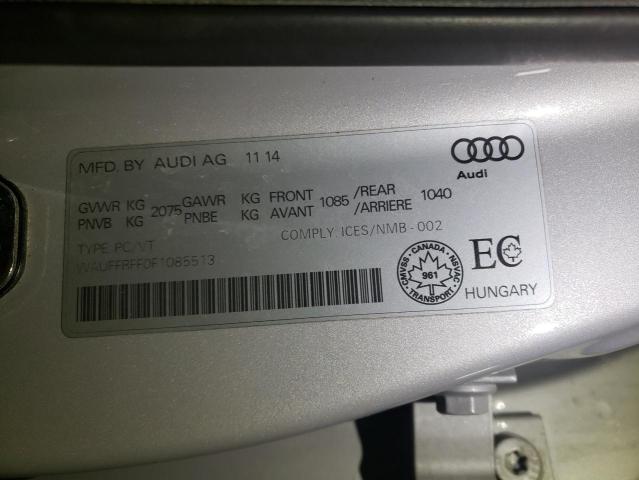 MFD. BY AUDI AG 11 14
Audi
GVWR KG 2075 GAWR KG FRONT 1085 /REAR 1040
PNVB KG PNBE KG AVANT /ARRIERE
COMPLY. ICES/NMB - 002
TYPE: PC/VT
WAUFFRFF0F1085513
CMVSS - CANADA - NSVAC
961
TRANSPORT
EC
HUNGARY